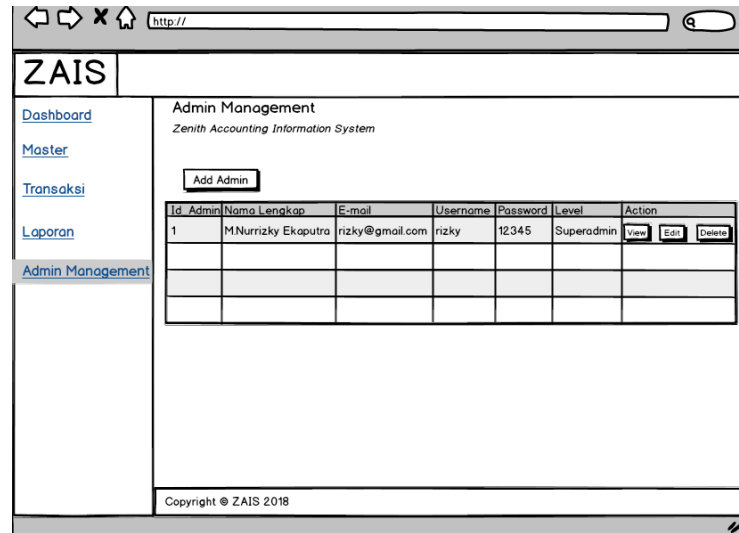 http://
ZAIS
Dashboard
Master
Transaksi
Laporan
Admin Management
Admin Management
Zenith Accounting Information System
Add Admin
Id_Admin Nama Lengkap E-mail Username Password Level Action
1 M.Nurrizky Ekaputra rizky@gmail.com rizky 12345 Superadmin View Edit Delete
Copyright © ZAIS 2018